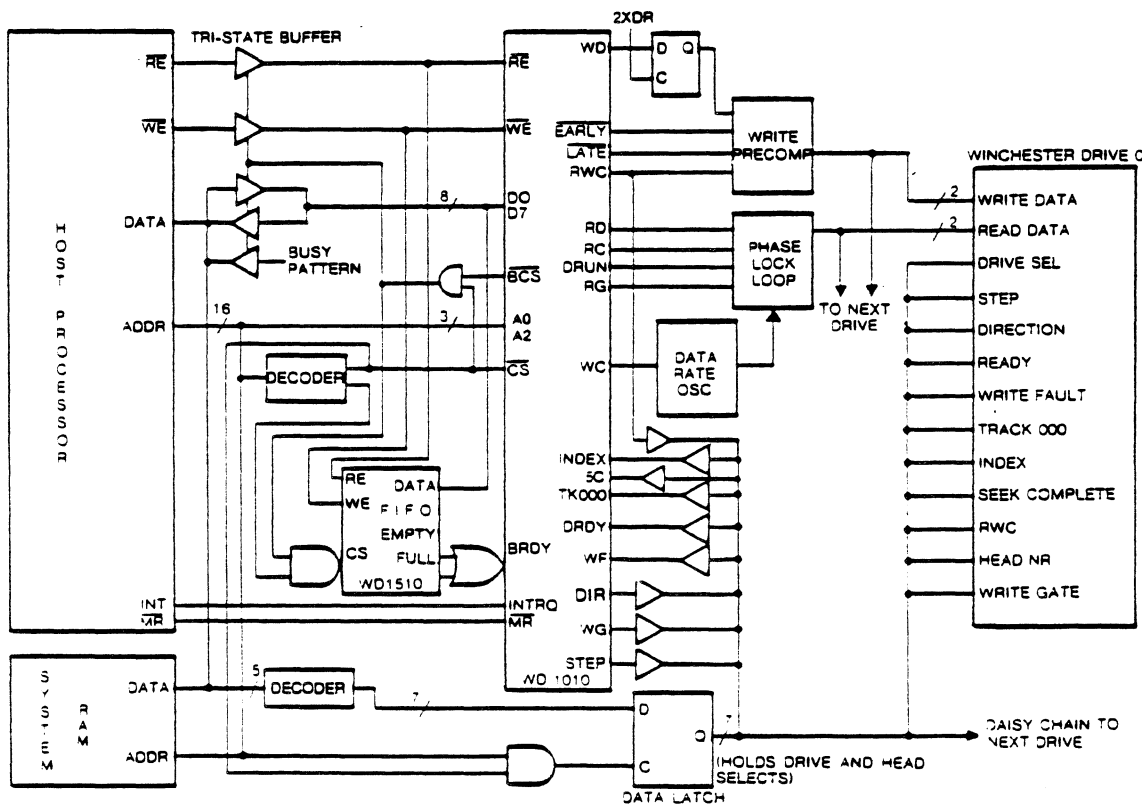 2XDR
TRI-STATE BUFFER
WD
D Q
C
RE
RE
WE
WE
EARLY
LATE
RWC
WRITE
PRECOMP
WINCHESTER DRIVE 0
2
WRITE DATA
2
READ DATA
DRIVE SEL
STEP
DIRECTION
READY
WRITE FAULT
TRACK 000
INDEX
SEEK COMPLETE
RWC
HEAD NR
WRITE GATE
HOST PROCESSOR
DATA
8
DO
D7
BUSY
PATTERN
RD
RC
DRUN
RG
PHASE
LOCK
LOOP
TO NEXT
DRIVE
BCS
ADDR
16
3
A0
A2
DECODER
CS
WC
DATA
RATE
OSC
RE
DATA
WE
FIFO
EMPTY
CS
FULL
WD1510
BRDY
INDEX
SC
TK000
DRDY
WF
DIR
WG
STEP
WD 1010
INT
INTRQ
MR
MR
SYSTEM RAM
DATA
5
DECODER
7
D
Q
7
C
DATA LATCH
(HOLDS DRIVE AND HEAD
SELECTS)
DAISY CHAIN TO
NEXT DRIVE
ADDR